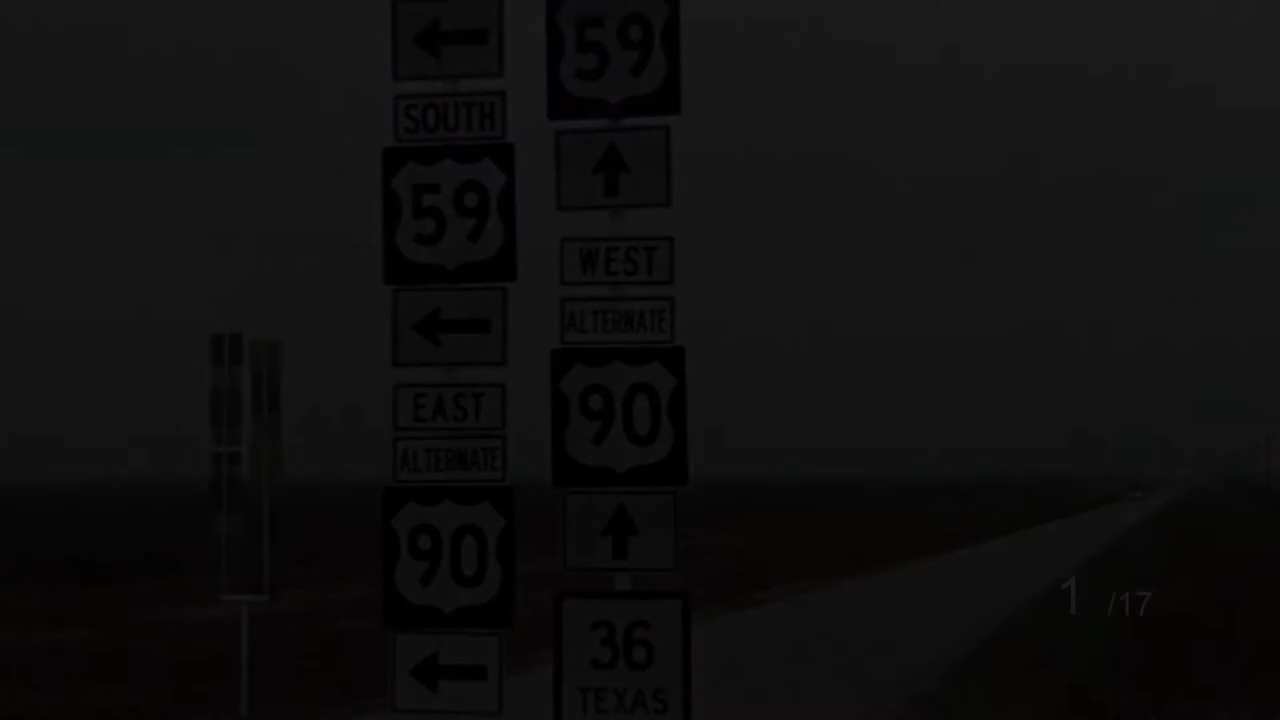 SOUTH
59
EAST
ALTERNATE
90
59
WEST
ALTERNATE
90
36
TEXAS
1 /17